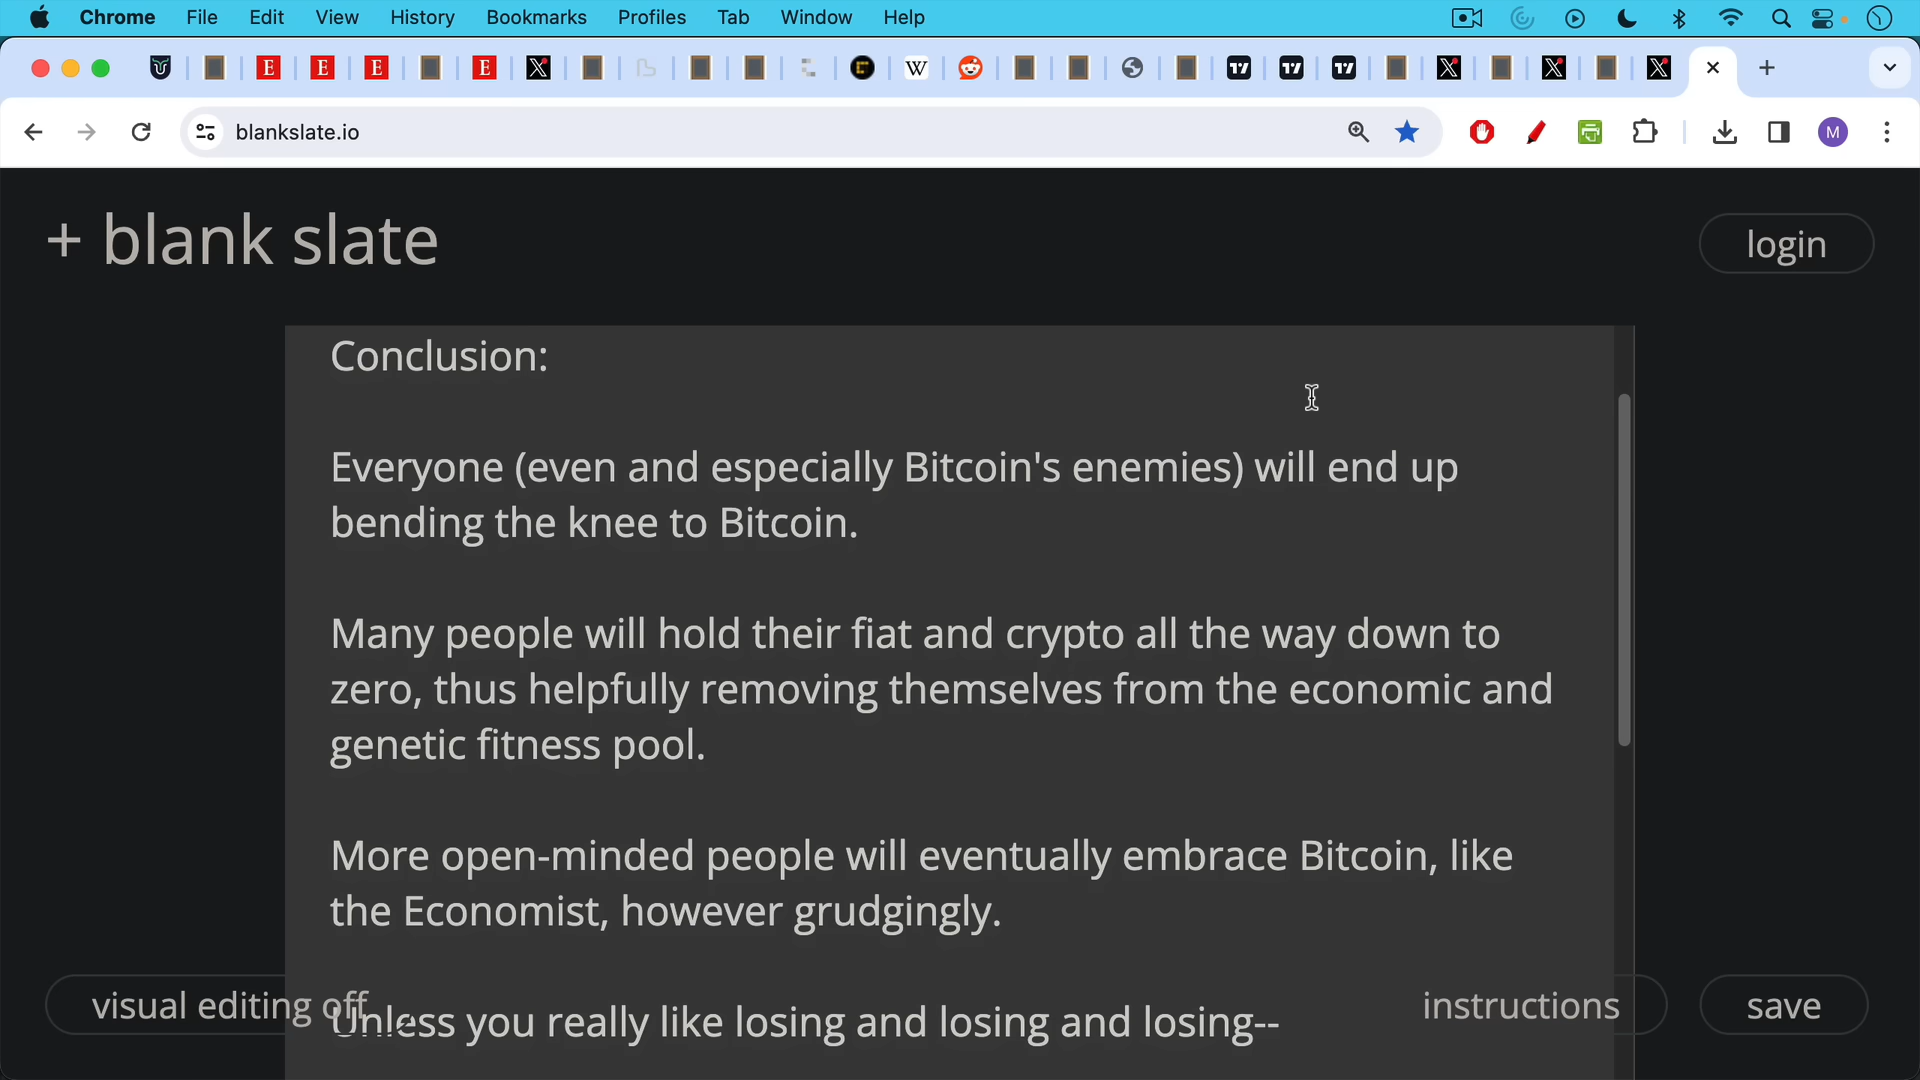 Chrome File Edit View History Bookmarks Profiles Tab Window Help
blankslate.io
M
+ blank slate
login
Conclusion:
Everyone (even and especially Bitcoin's enemies) will end up
bending the knee to Bitcoin.
Many people will hold their fiat and crypto all the way down to
zero, thus helpfully removing themselves from the economic and
genetic fitness pool.
More open-minded people will eventually embrace Bitcoin, like
the Economist, however grudgingly.
Unless you really like losing and losing and losing--
visual editing off
instructions
save